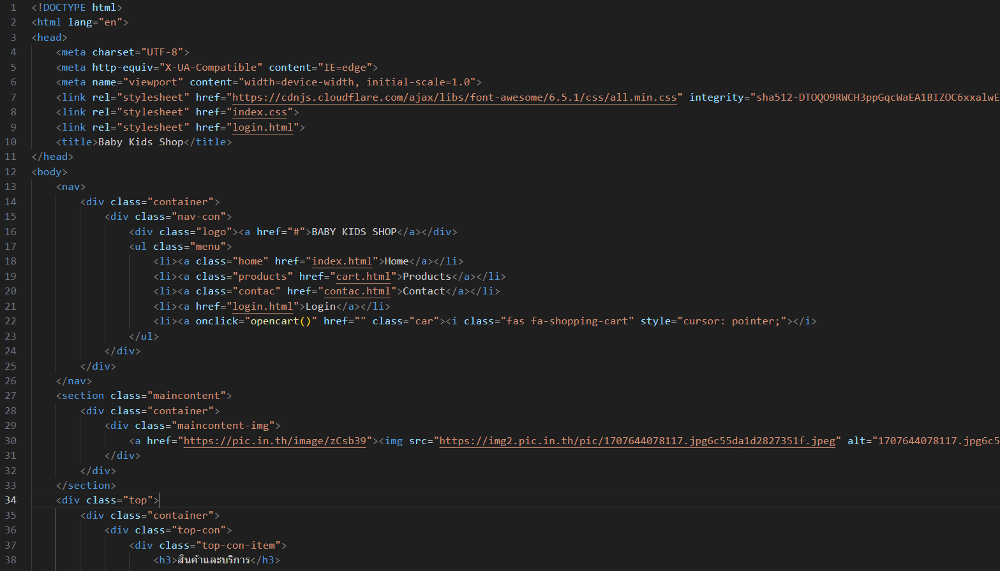 1 <!DOCTYPE html>
2 <html lang="en">
3 <head>
4     <meta charset="UTF-8">
5     <meta http-equiv="X-UA-Compatible" content="IE=edge">
6     <meta name="viewport" content="width=device-width, initial-scale=1.0">
7     <link rel="stylesheet" href="https://cdnjs.cloudflare.com/ajax/libs/font-awesome/6.5.1/css/all.min.css" integrity="sha512-DTOQO9RWCH3ppGqcWaEA1BIZOC6xxalwE
8     <link rel="stylesheet" href="index.css">
9     <link rel="stylesheet" href="login.html">
10     <title>Baby Kids Shop</title>
11 </head>
12 <body>
13     <nav>
14         <div class="container">
15             <div class="nav-con">
16                 <div class="logo"><a href="#">BABY KIDS SHOP</a></div>
17                 <ul class="menu">
18                     <li><a class="home" href="index.html">Home</a></li>
19                     <li><a class="products" href="cart.html">Products</a></li>
20                     <li><a class="contac" href="contac.html">Contact</a></li>
21                     <li><a href="login.html">Login</a></li>
22                     <li><a onclick="opencart()" href="" class="car"><i class="fas fa-shopping-cart" style="cursor: pointer;"></i>
23                 </ul>
24             </div>
25         </div>
26     </nav>
27     <section class="maincontent">
28         <div class="container">
29             <div class="maincontent-img">
30                 <a href="https://pic.in.th/image/zCsb39"><img src="https://img2.pic.in.th/pic/1707644078117.jpg6c55da1d2827351f.jpeg" alt="1707644078117.jpg6c5
31             </div>
32         </div>
33     </section>
34     <div class="top">
35         <div class="container">
36             <div class="top-con">
37                 <div class="top-con-item">
38                     <h3>สินค้าและบริการ</h3>